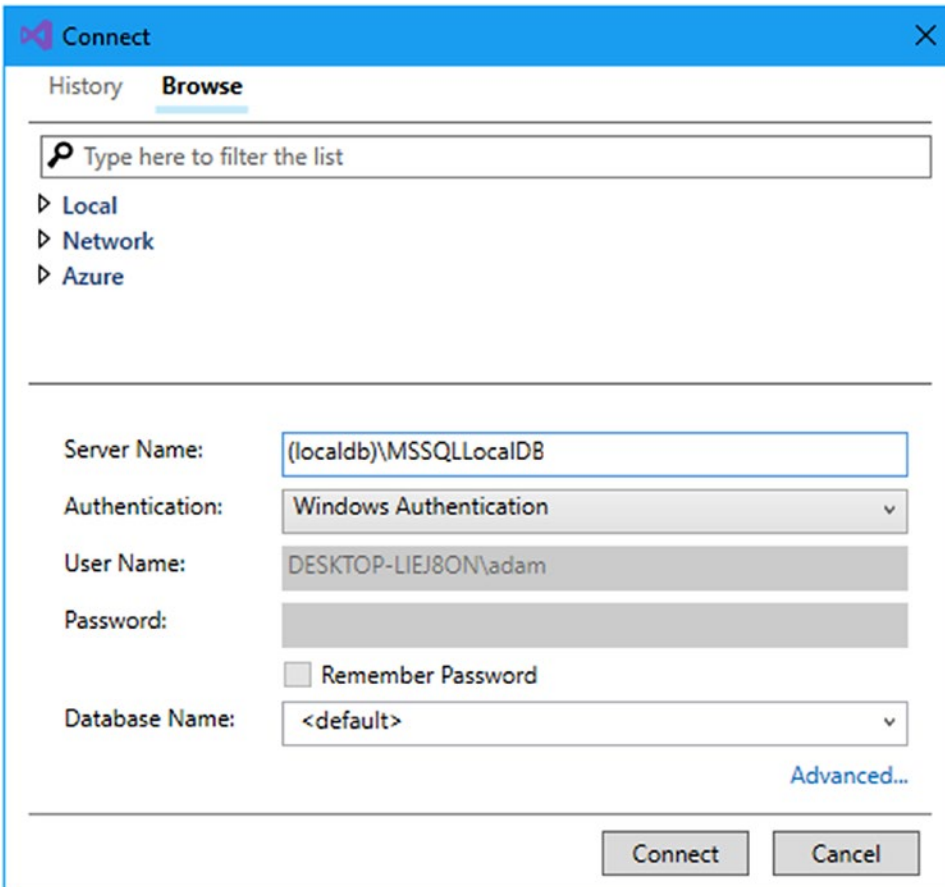 Connect
History Browse
Type here to filter the list
Local
Network
Azure
Server Name: (localdb)\MSSQLLocalDB
Authentication: Windows Authentication
User Name: DESKTOP-LIEJ8ON\adam
Password:
Remember Password
Database Name: <default>
Advanced...
Connect Cancel